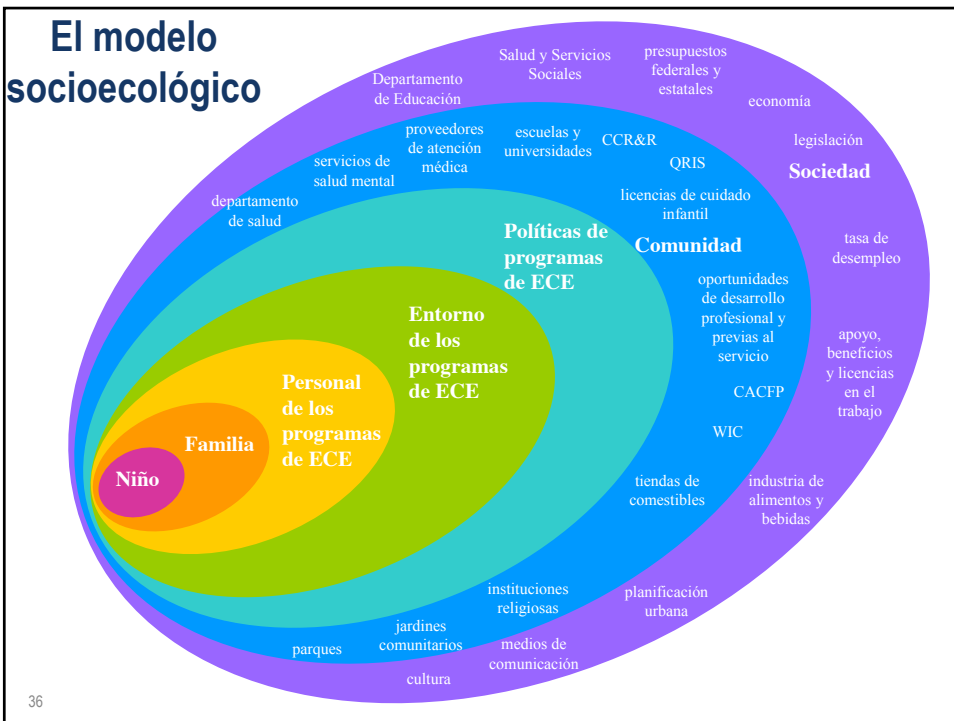 El modelo
socioecológico
Salud y Servicios
Sociales
presupuestos
federales y
estatales
Departamento
de Educación
economía
legislación
Sociedad
tasa de
desempleo
apoyo,
beneficios
y licencias
en el
trabajo
industria de
alimentos y
bebidas
planificación
urbana
medios de
comunicación
cultura
departamento
de salud
servicios de
salud mental
proveedores
de atención
médica
escuelas y
universidades
CCR&R
QRIS
licencias de cuidado
infantil
Comunidad
oportunidades
de desarrollo
profesional y
previas al
servicio
CACFP
WIC
tiendas de
comestibles
instituciones
religiosas
jardines
comunitarios
parques
Políticas de
programas
de ECE
Entorno
de los
programas
de ECE
Personal
de los
programas
de ECE
Familia
Niño
36